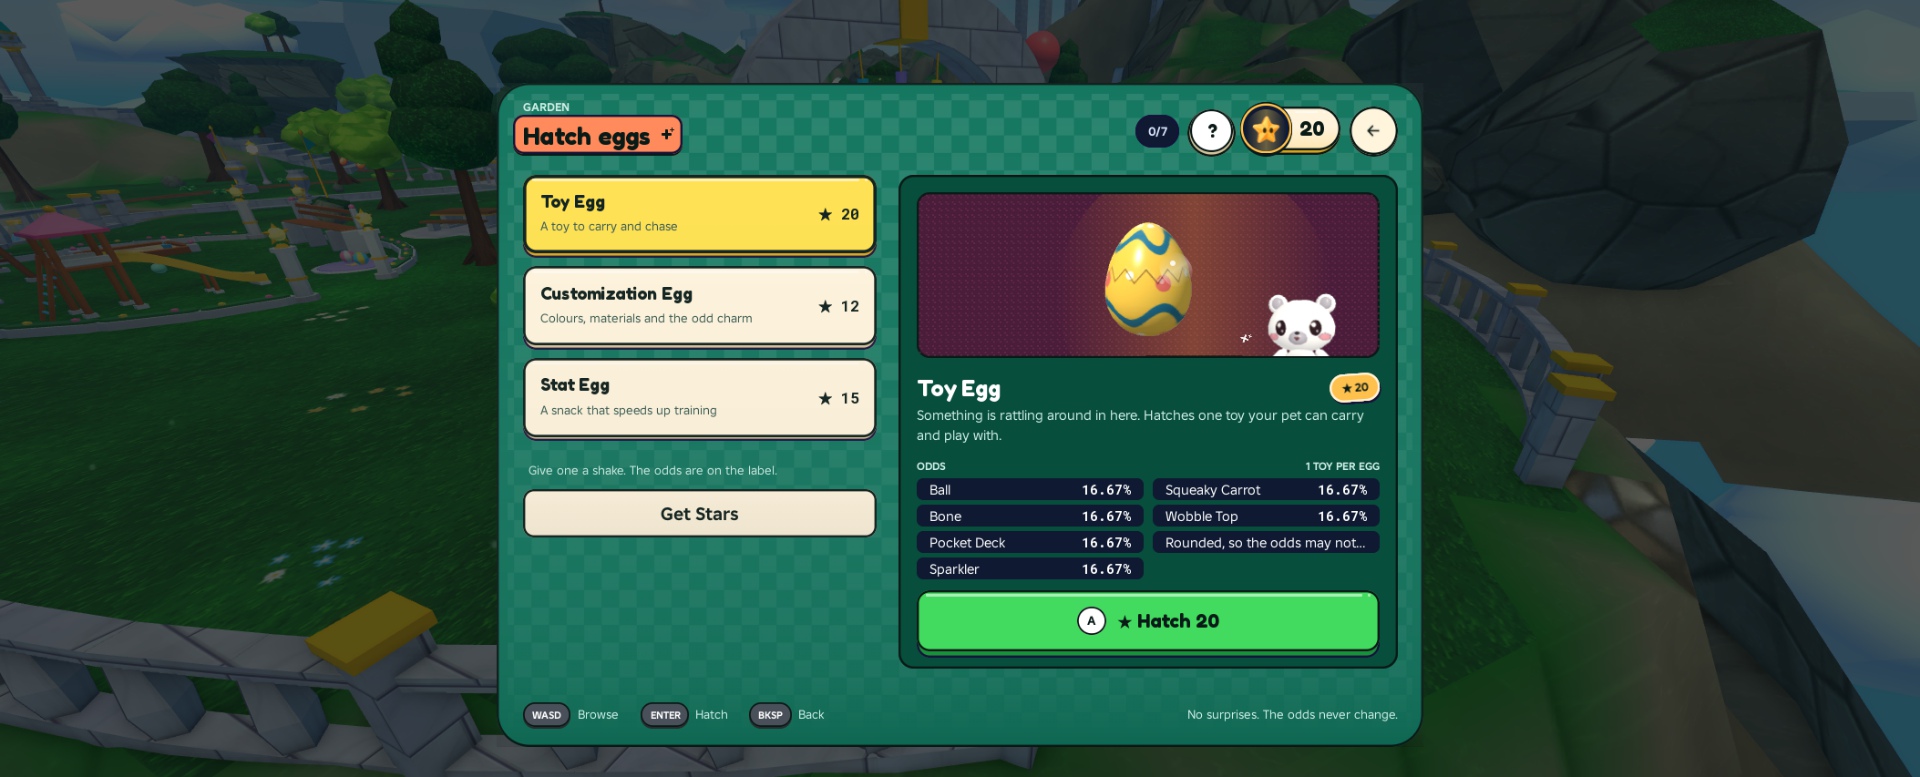 GARDEN
Hatch eggs
0/7
?
20
Toy Egg
A toy to carry and chase
★ 20
Customization Egg
Colours, materials and the odd charm
★ 12
Stat Egg
A snack that speeds up training
★ 15
Give one a shake. The odds are on the label.
Get Stars
Toy Egg
★ 20
Something is rattling around in here. Hatches one toy your pet can carry
and play with.
ODDS
1 TOY PER EGG
Ball 16.67%
Squeaky Carrot 16.67%
Bone 16.67%
Wobble Top 16.67%
Pocket Deck 16.67%
Rounded, so the odds may not...
Sparkler 16.67%
A ★ Hatch 20
WASD Browse ENTER Hatch BKSP Back
No surprises. The odds never change.